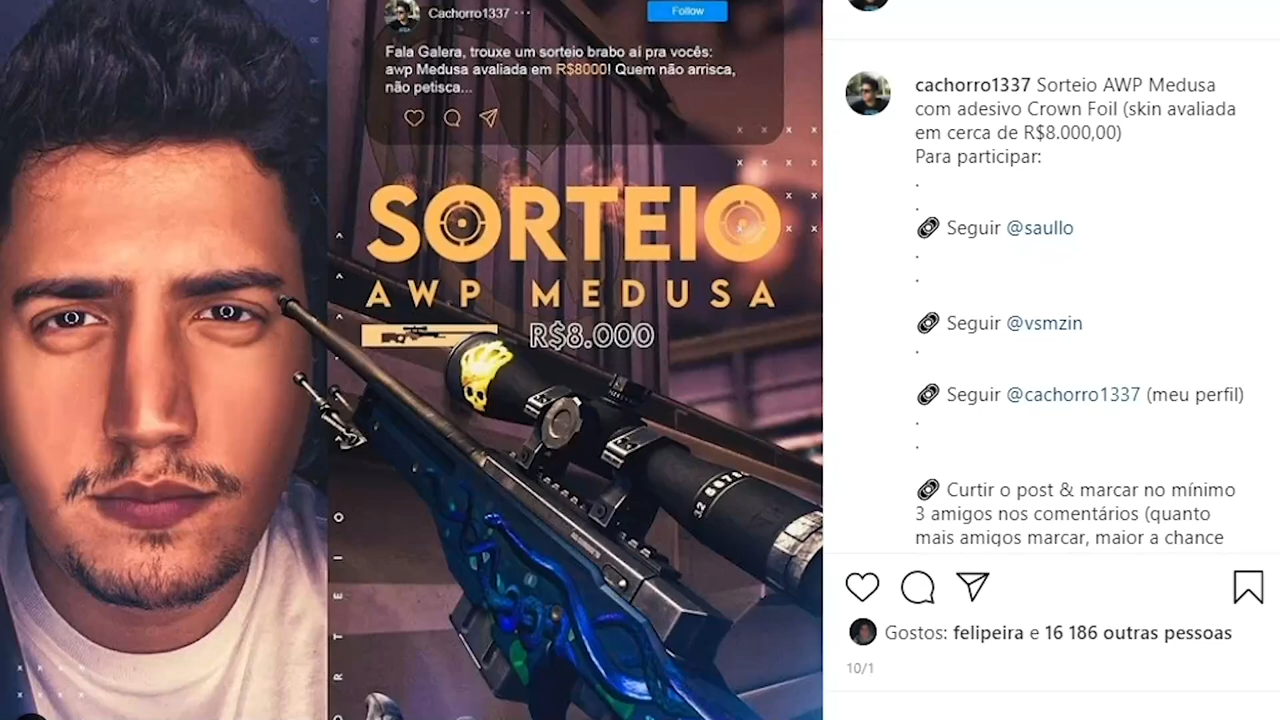 Cachorro1337 ...
Follow
Fala Galera, trouxe um sorteio brabo aí pra vocês:
awp Medusa avaliada em R$8000! Quem não arrisca,
não petisca...
SORTEIO
AWP MEDUSA
R$8.000
cachorro1337 Sorteio AWP Medusa
com adesivo Crown Foil (skin avaliada
em cerca de R$8.000,00)
Para participar:
.
.
Seguir @saullo
.
.
Seguir @vsmzin
.
Seguir @cachorro1337 (meu perfil)
.
.
Curtir o post & marcar no mínimo
3 amigos nos comentários (quanto
mais amigos marcar, maior a chance
Gostos: felipeira e 16 186 outras pessoas
10/1